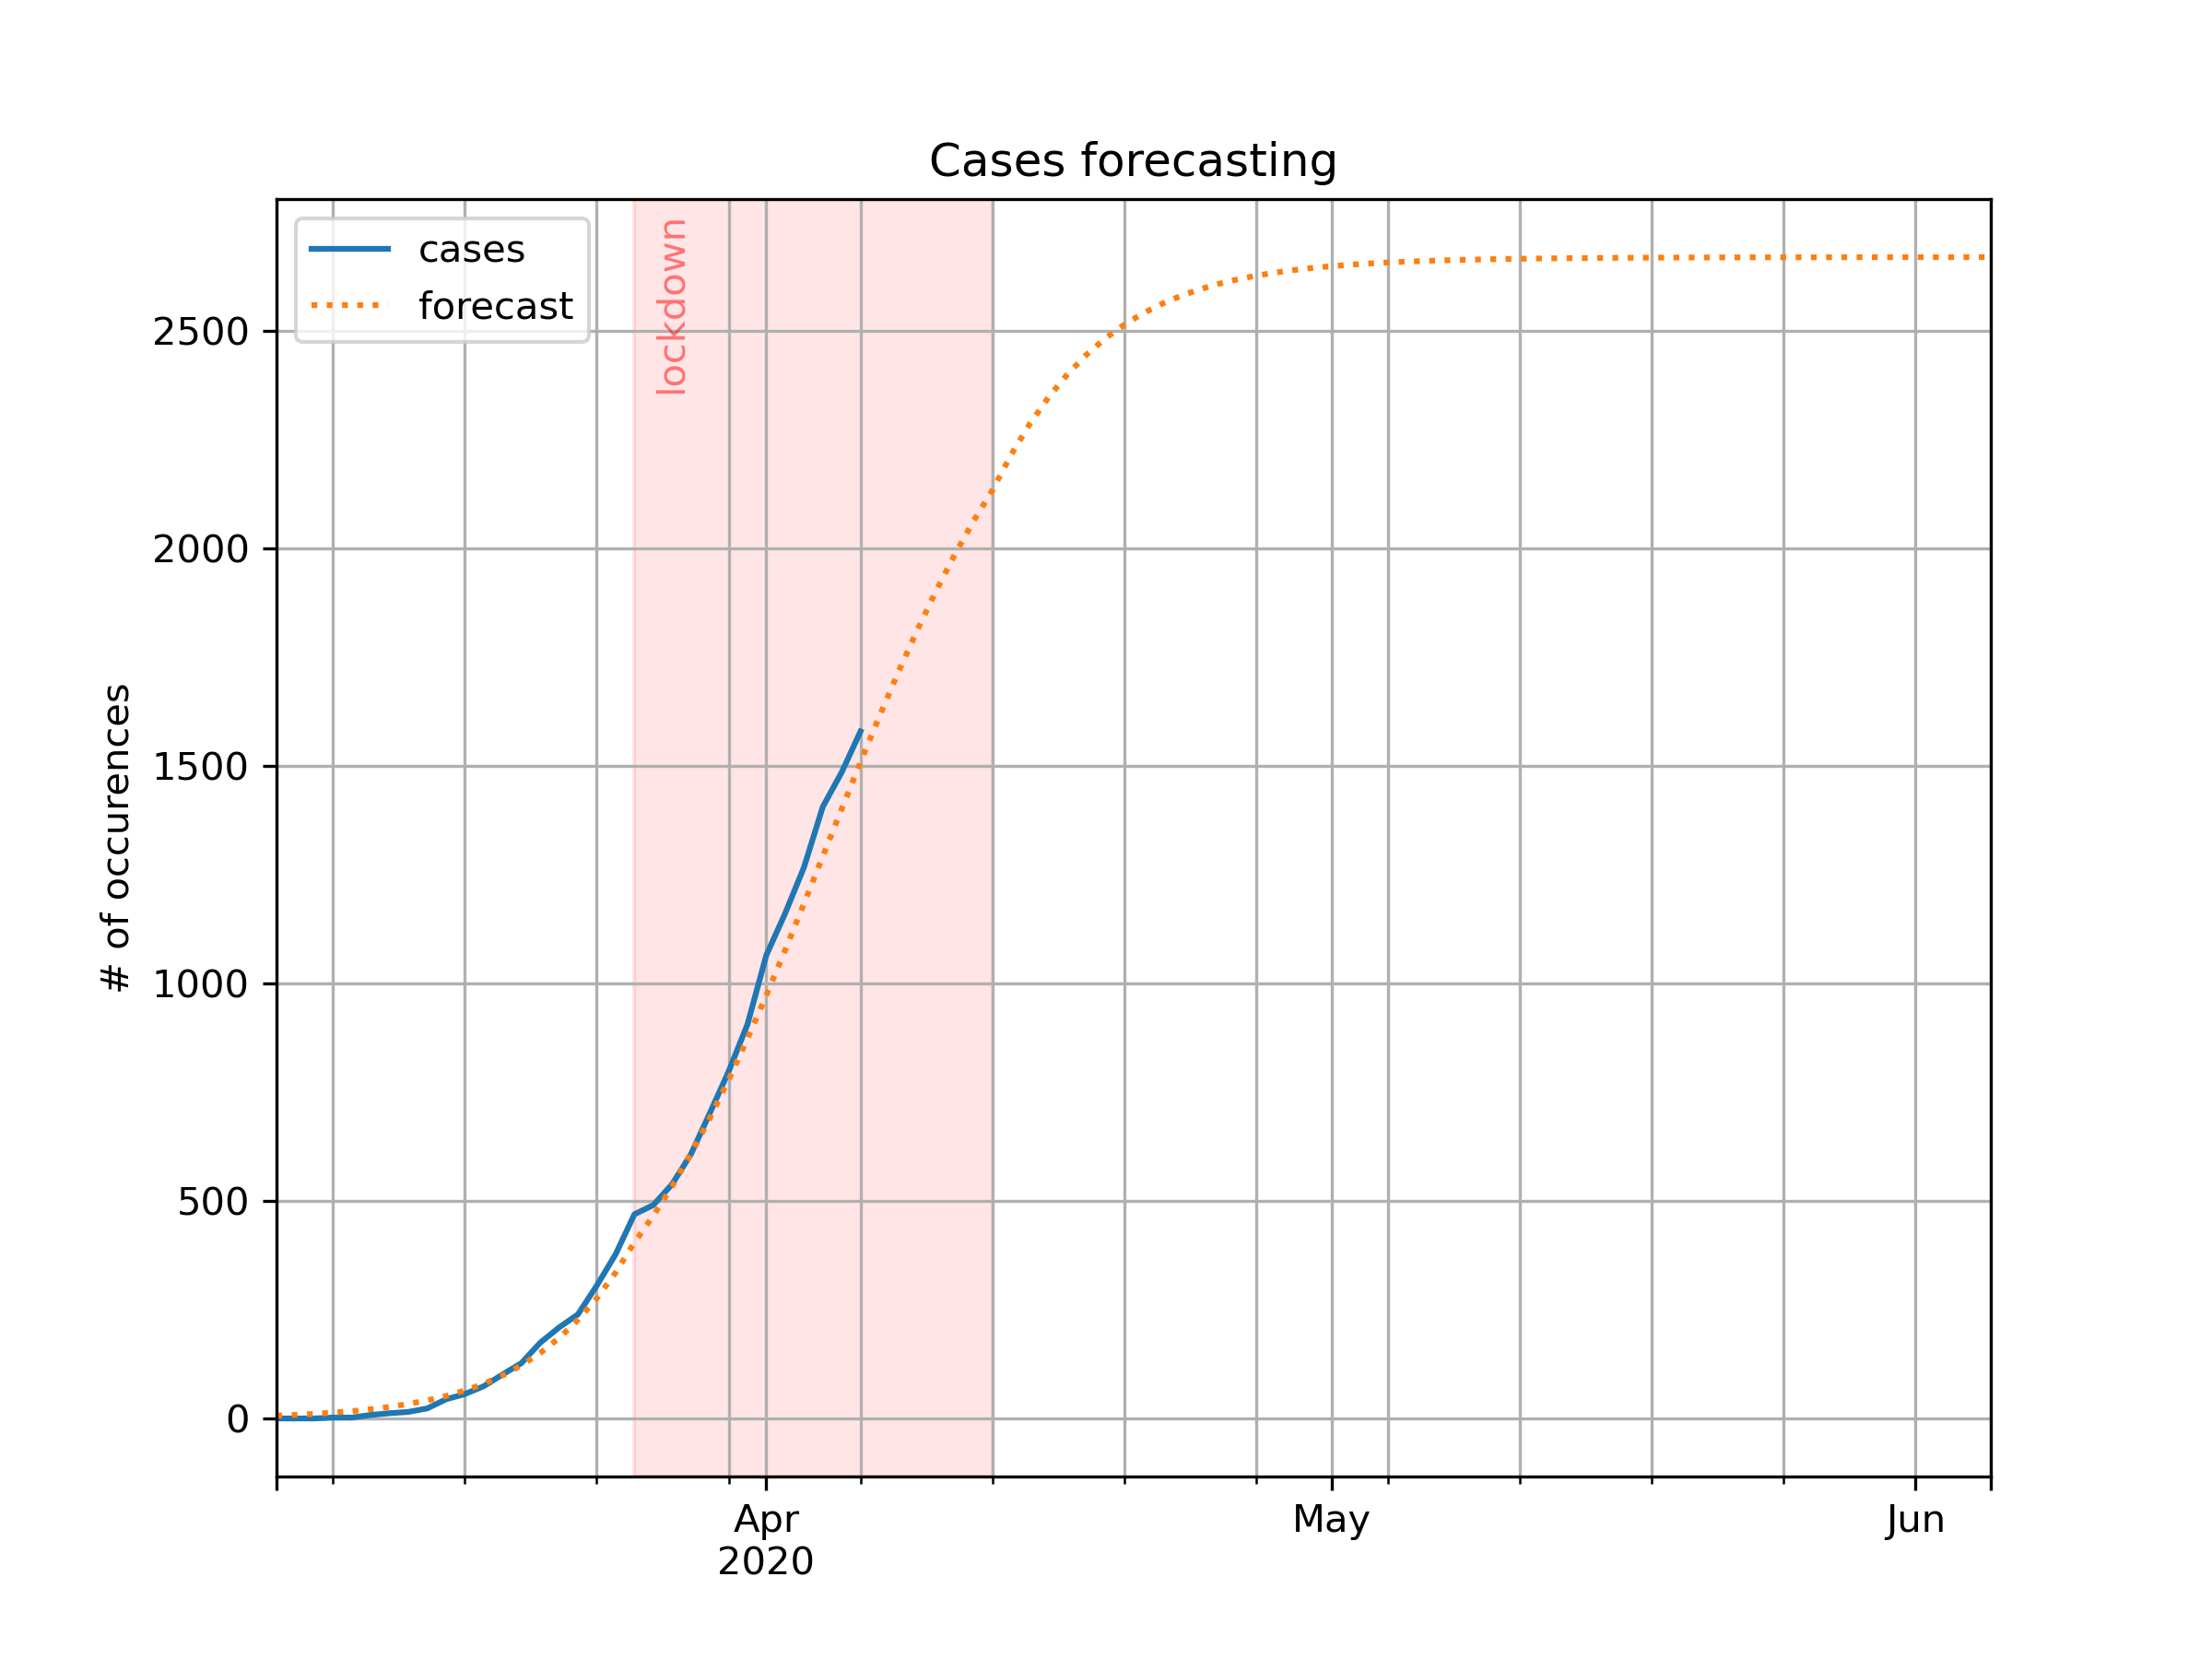 Cases forecasting
cases
forecast
lockdown
# of occurences
2500
2000
1500
1000
500
0
Apr
2020
May
Jun